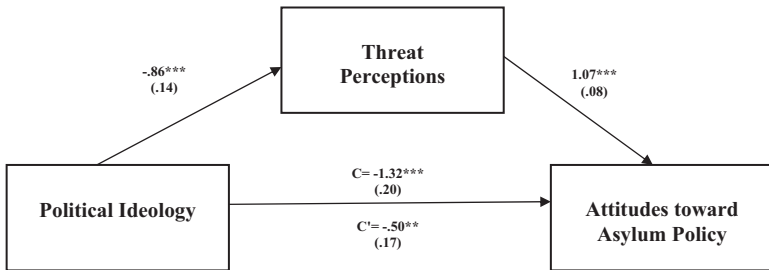 Threat
Perceptions
-.86***
(.14)
1.07***
(.08)
Political Ideology
C= -1.32***
(.20)
C'= -.50**
(.17)
Attitudes toward
Asylum Policy